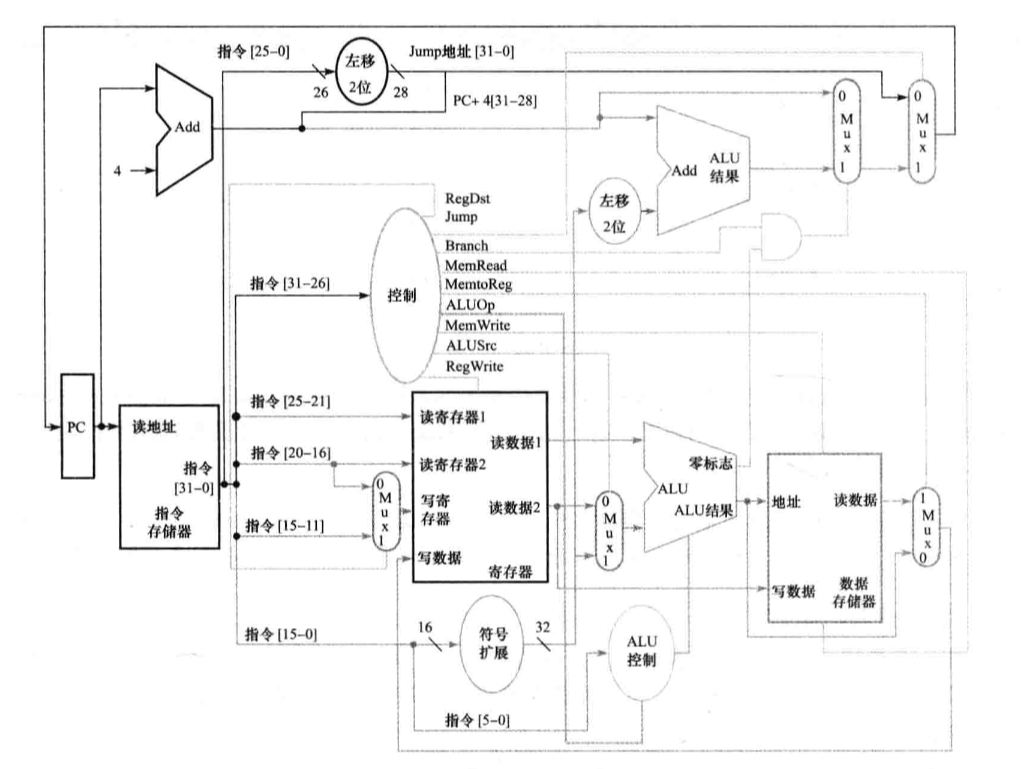 指令 [25–0]
左移
2位
26
28
Jump地址 [31–0]
PC+ 4[31–28]
Add
4
0
M
u
x
1
0
M
u
x
1
Add
ALU
结果
左移
2位
RegDst
Jump
Branch
MemRead
MemtoReg
ALUOp
MemWrite
ALUSrc
RegWrite
指令 [31–26]
控制
PC
读地址
指令
[31–0]
指令
存储器
指令 [25–21]
指令 [20–16]
指令 [15–11]
0
M
u
x
1
读寄存器1
读寄存器2
写寄
存器
写数据
读数据1
读数据2
寄存器
0
M
u
x
1
零标志
ALU
ALU结果
地址
读数据
写数据
数据
存储器
1
M
u
x
0
指令 [15–0]
16
符号
扩展
32
ALU
控制
指令 [5–0]